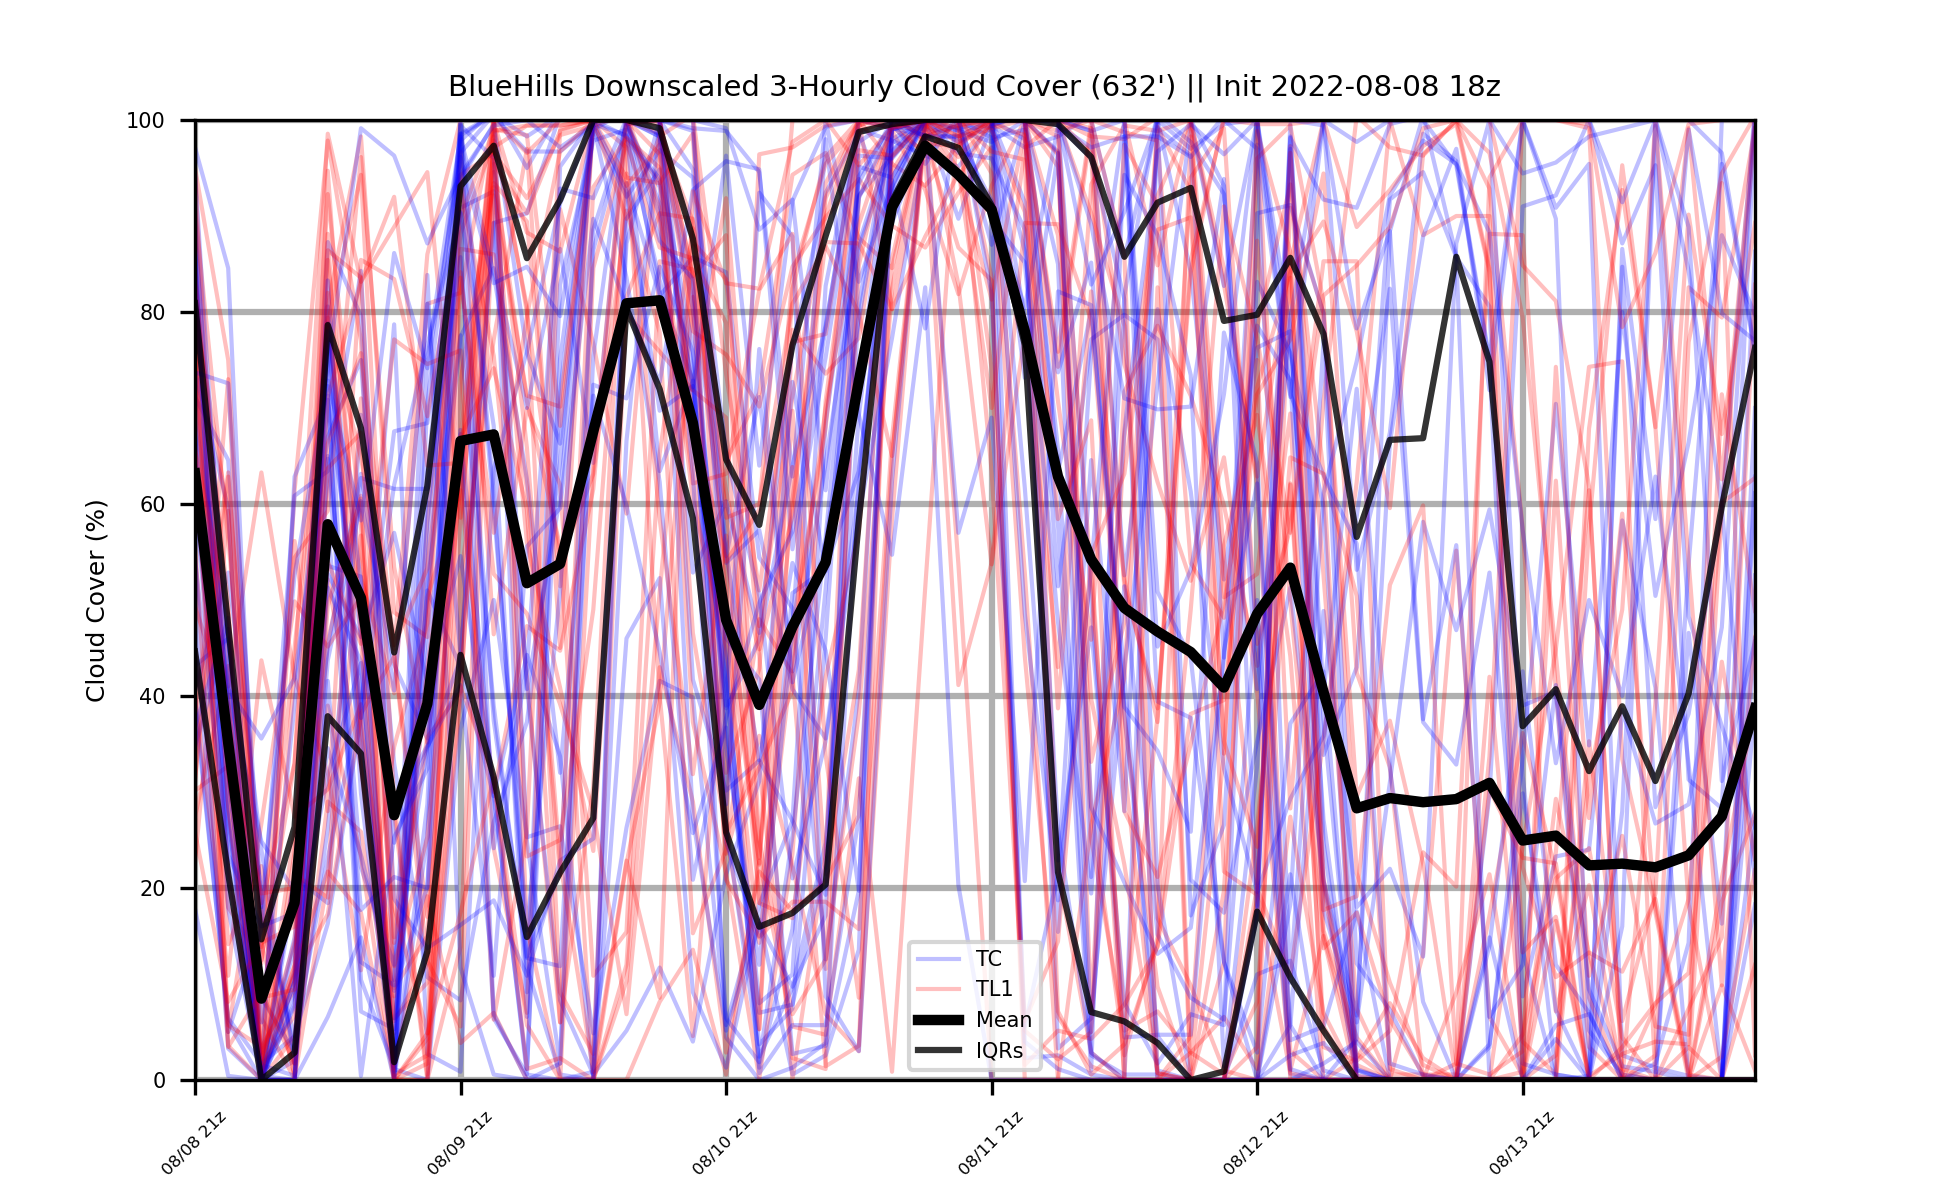 BlueHills Downscaled 3-Hourly Cloud Cover (632') || Init 2022-08-08 18z
Cloud Cover (%)
100
80
60
40
20
0
TC
TL1
Mean
IQRs
08/08 21z
08/09 21z
08/10 21z
08/11 21z
08/12 21z
08/13 21z